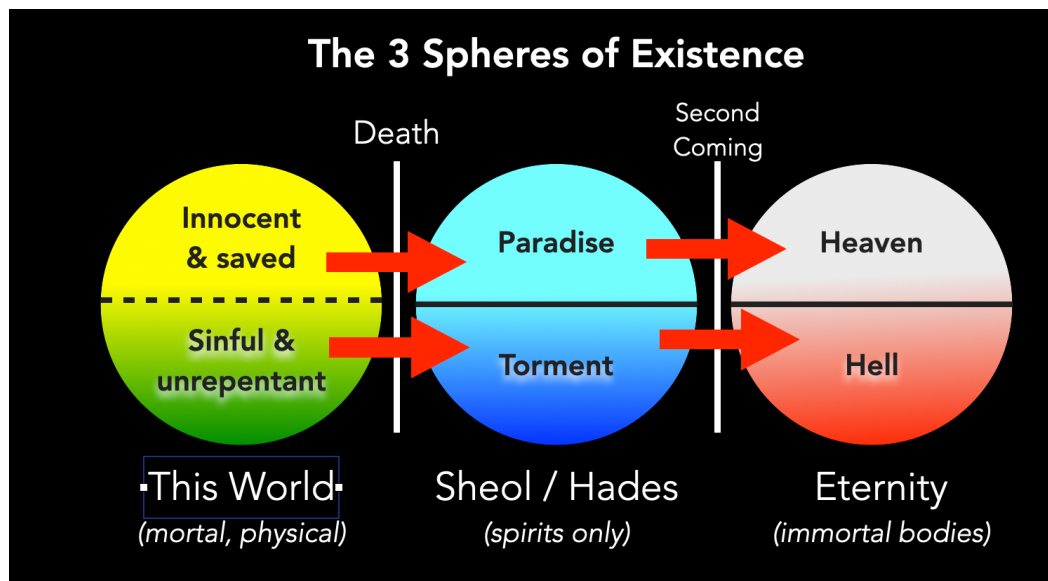 The 3 Spheres of Existence
Death
Second
Coming
Innocent
& saved
Sinful &
unrepentant
Paradise
Torment
Heaven
Hell
This World
(mortal, physical)
Sheol / Hades
(spirits only)
Eternity
(immortal bodies)